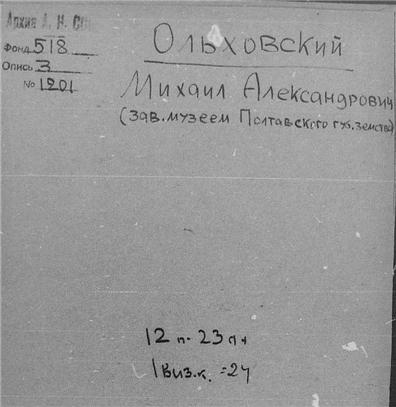 Архив А. Н. СС
Фонд 518
Опись 3
№ 1201
Ольховский
Михаил Александрович
(зав. музеем Полтавского губ. земства)
12 п. 23 л
1 виз.к. = 24